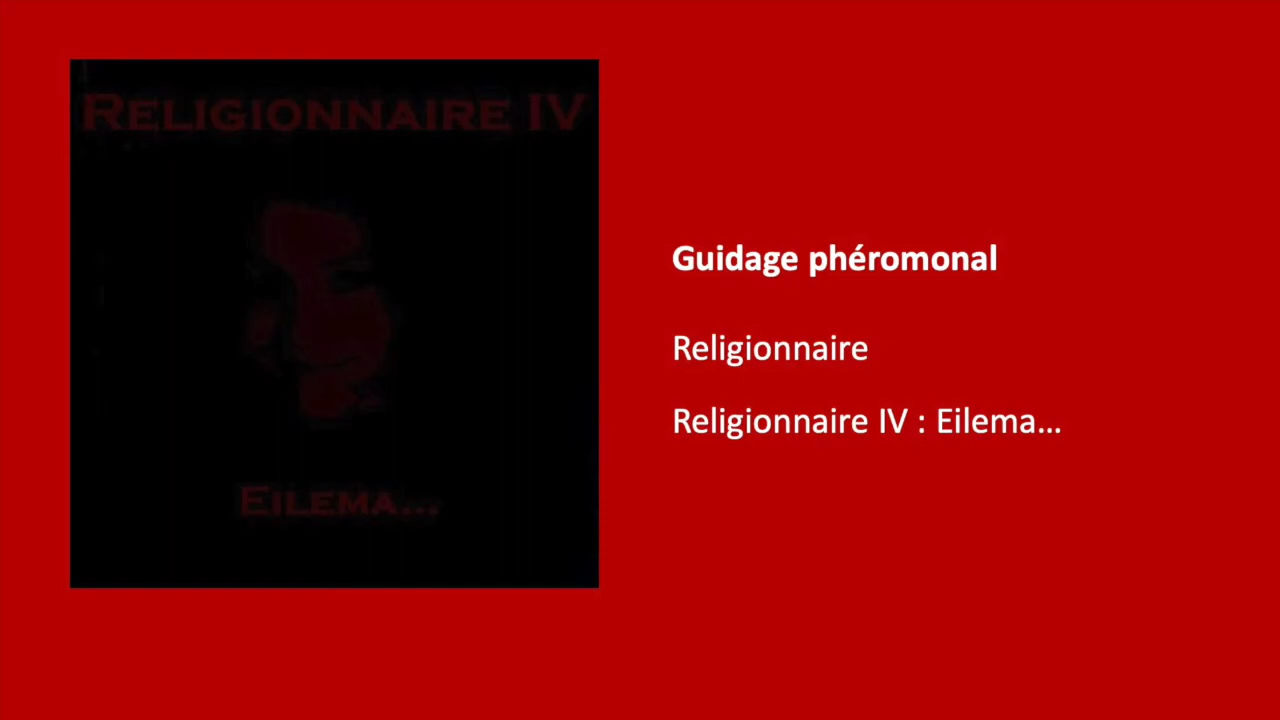 RELIGIONNAIRE IV
EILEMA...
Guidage phéromonal
Religionnaire
Religionnaire IV : Eilema...